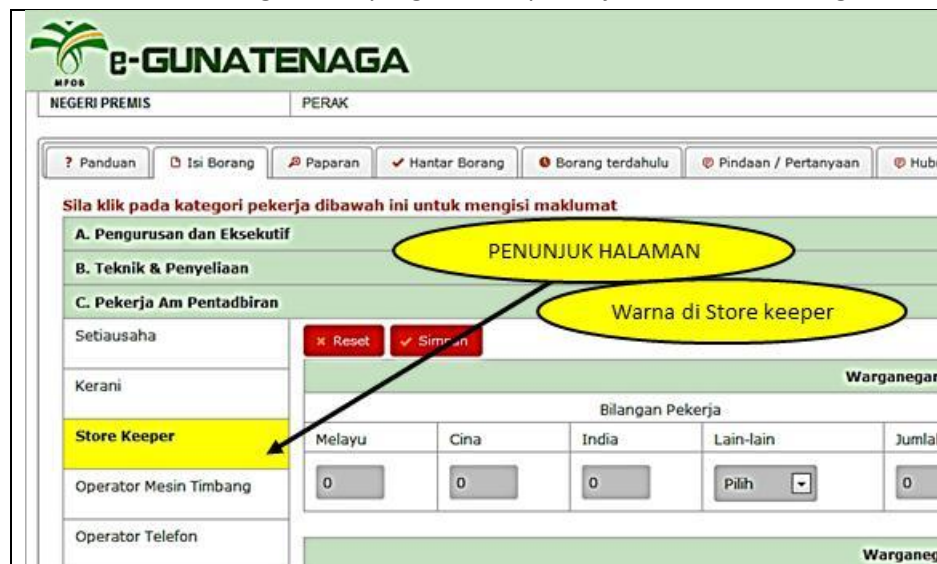 MPOB
e-GUNATENAGA
NEGERI PREMIS PERAK
? Panduan Isi Borang Paparan Hantar Borang Borang terdahulu Pindaan / Pertanyaan Hub
Sila klik pada kategori pekerja dibawah ini untuk mengisi maklumat
A. Pengurusan dan Eksekutif
PENUNJUK HALAMAN
B. Teknik & Penyeliaan
C. Pekerja Am Pentadbiran
Warna di Store keeper
Setiausaha
Reset Simpan
Kerani
Warganegar
Bilangan Pekerja
Store Keeper
Melayu Cina India Lain-lain Jumla
Operator Mesin Timbang
0 0 0 Pilih 0
Operator Telefon
Warganeg